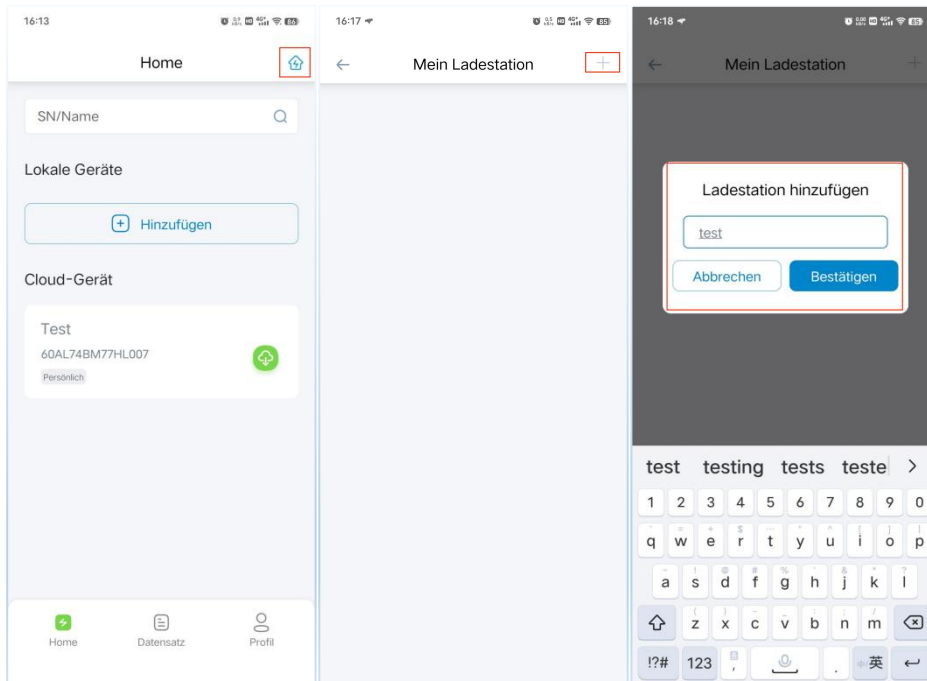 16:13
Home
SN/Name
Lokale Geräte
Hinzufügen
Cloud-Gerät
Test
60AL74BM77HL007
Persönlich
Home
Datensatz
Profil
16:17
Mein Ladestation
16:18
Mein Ladestation
Ladestation hinzufügen
test
Abbrechen
Bestätigen
test testing tests teste
1 2 3 4 5 6 7 8 9 0
q w e r t y u i o p
a s d f g h j k l
z x c v b n m
!?# 123 , . 英